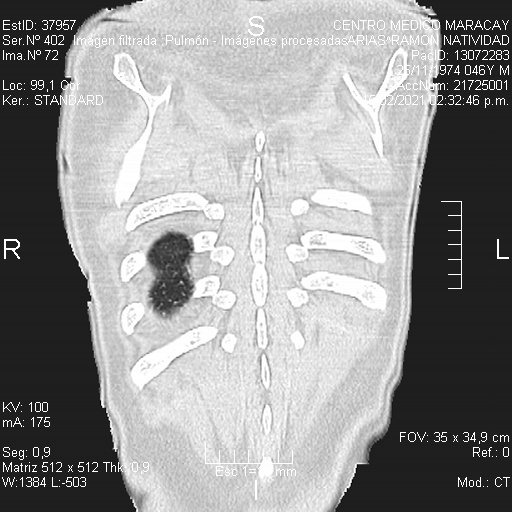 EstID: 37957
Ser.Nº 402 Imagen filtrada :Pulmón - Imágenes procesadas
Ima.Nº 72
Loc: 99,1 Cor
Ker.: STANDARD
S
CENTRO MEDICO MARACAY
ARIAS^RAMON NATIVIDAD
PacID: 13072283
25/11/1974 046Y M
AccNum: 21725001
/02/2021 02:32:46 p.m.
R
L
KV: 100
mA: 175
Seg: 0,9
Matriz 512 x 512 Thk: 0,9
W:1384 L:-503
Esc 1= mm
FOV: 35 x 34,9 cm
Ref.: 0
Mod.: CT